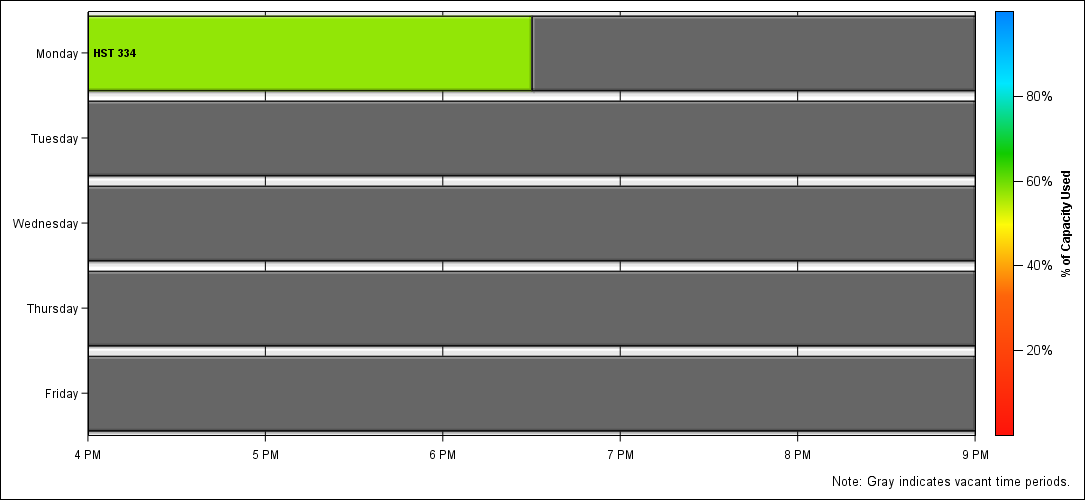 Monday
HST 334
Tuesday
Wednesday
Thursday
Friday
4 PM
5 PM
6 PM
7 PM
8 PM
9 PM
80%
60%
40%
20%
% of Capacity Used
Note: Gray indicates vacant time periods.